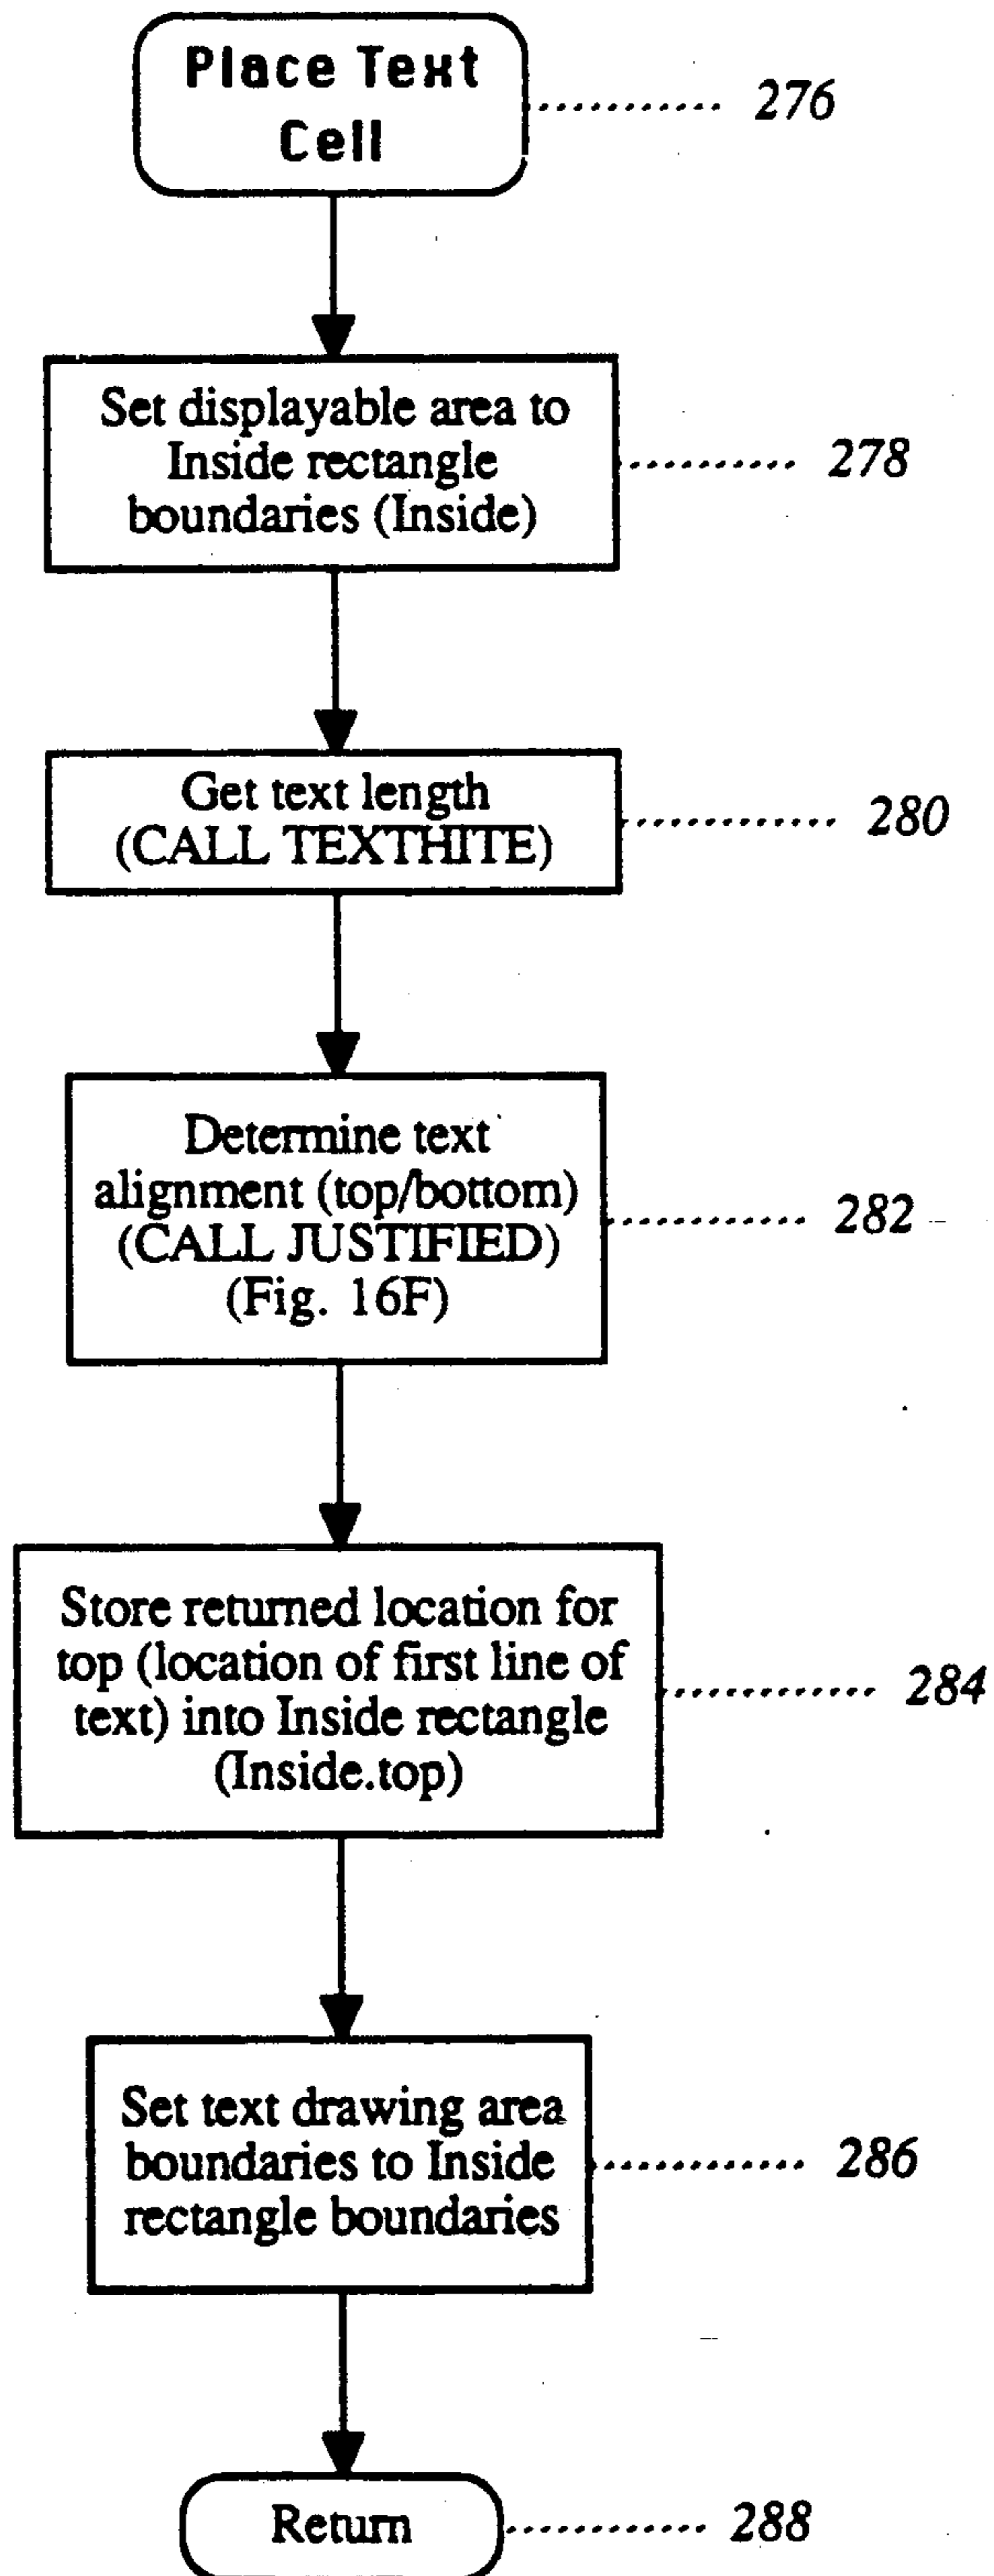 Place Text
Cell
276
Set displayable area to
Inside rectangle
boundaries (Inside)
278
Get text length
(CALL TEXTHITE)
280
Determine text
alignment (top/bottom)
(CALL JUSTIFIED)
(Fig. 16F)
282
Store returned location for
top (location of first line of
text) into Inside rectangle
(Inside.top)
284
Set text drawing area
boundaries to Inside
rectangle boundaries
286
Return
288